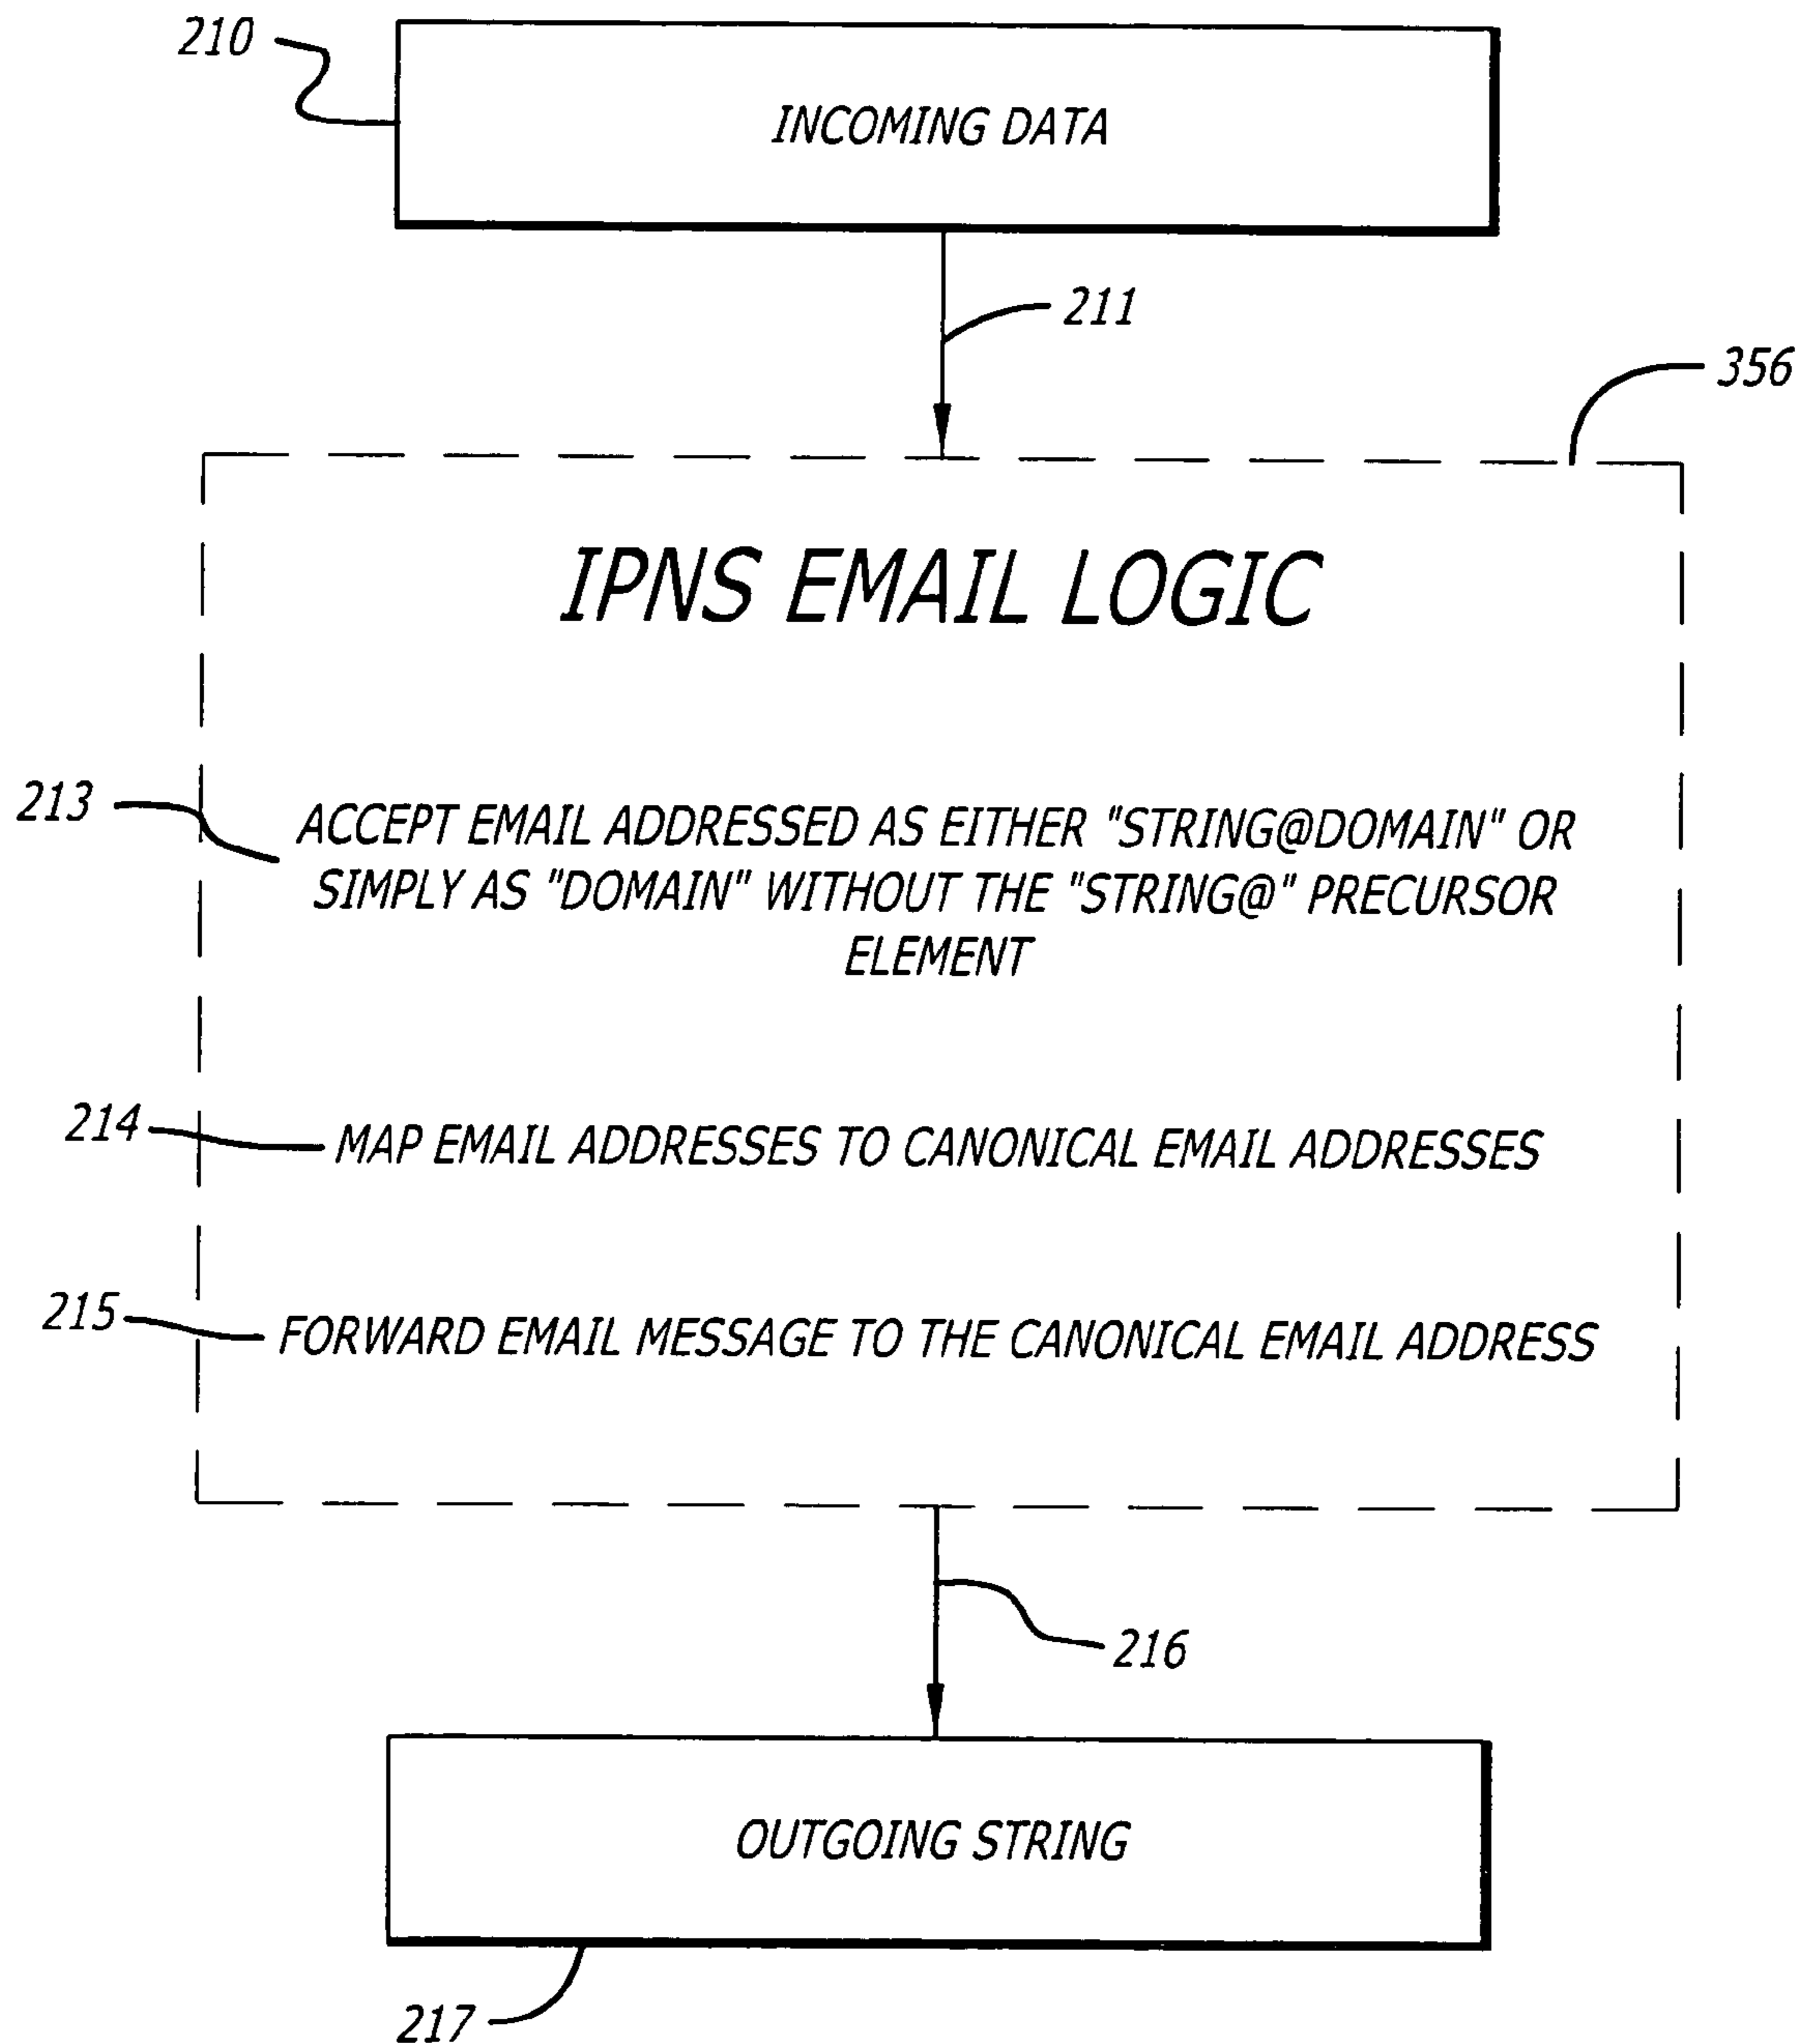 210
INCOMING DATA
211
356
IPNS EMAIL LOGIC
213
ACCEPT EMAIL ADDRESSED AS EITHER "STRING@DOMAIN" OR
SIMPLY AS "DOMAIN" WITHOUT THE "STRING@" PRECURSOR
ELEMENT
214
MAP EMAIL ADDRESSES TO CANONICAL EMAIL ADDRESSES
215
FORWARD EMAIL MESSAGE TO THE CANONICAL EMAIL ADDRESS
216
OUTGOING STRING
217